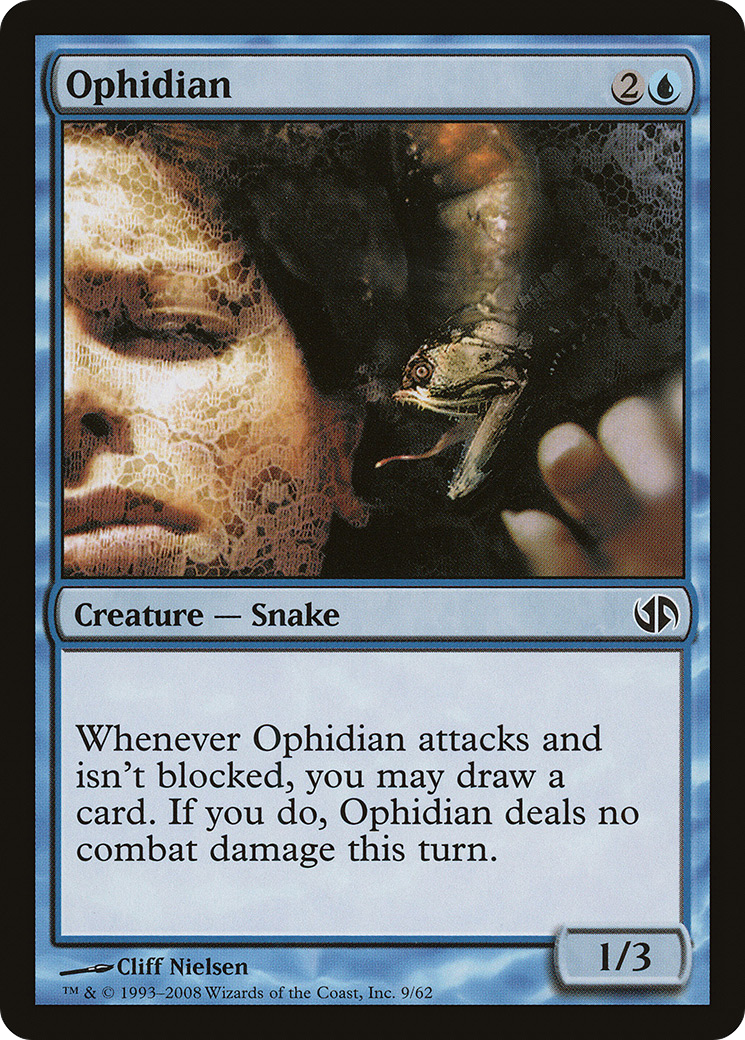 Ophidian 2
Creature — Snake
Whenever Ophidian attacks and
isn't blocked, you may draw a
card. If you do, Ophidian deals no
combat damage this turn.
1/3
Cliff Nielsen
™ & © 1993–2008 Wizards of the Coast, Inc. 9/62